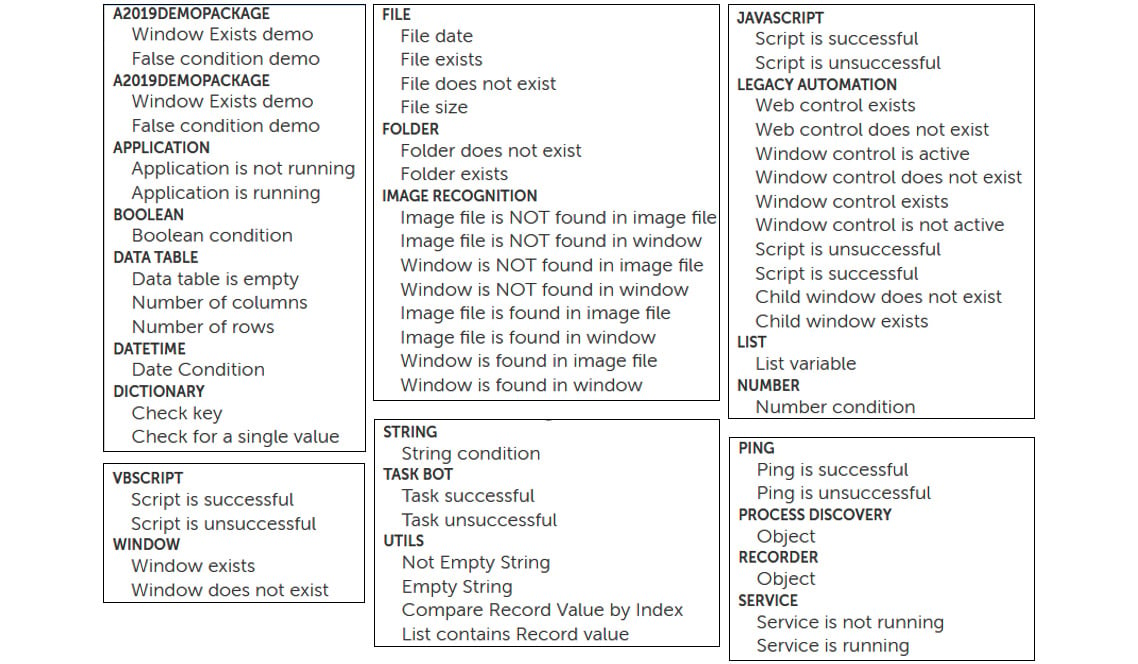 A2019DEMOPACKAGE
Window Exists demo
False condition demo
A2019DEMOPACKAGE
Window Exists demo
False condition demo
APPLICATION
Application is not running
Application is running
BOOLEAN
Boolean condition
DATA TABLE
Data table is empty
Number of columns
Number of rows
DATETIME
Date Condition
DICTIONARY
Check key
Check for a single value
VBSCRIPT
Script is successful
Script is unsuccessful
WINDOW
Window exists
Window does not exist
FILE
File date
File exists
File does not exist
File size
FOLDER
Folder does not exist
Folder exists
IMAGE RECOGNITION
Image file is NOT found in image file
Image file is NOT found in window
Window is NOT found in image file
Window is NOT found in window
Image file is found in image file
Image file is found in window
Window is found in image file
Window is found in window
STRING
String condition
TASK BOT
Task successful
Task unsuccessful
UTILS
Not Empty String
Empty String
Compare Record Value by Index
List contains Record value
JAVASCRIPT
Script is successful
Script is unsuccessful
LEGACY AUTOMATION
Web control exists
Web control does not exist
Window control is active
Window control does not exist
Window control exists
Window control is not active
Script is unsuccessful
Script is successful
Child window does not exist
Child window exists
LIST
List variable
NUMBER
Number condition
PING
Ping is successful
Ping is unsuccessful
PROCESS DISCOVERY
Object
RECORDER
Object
SERVICE
Service is not running
Service is running